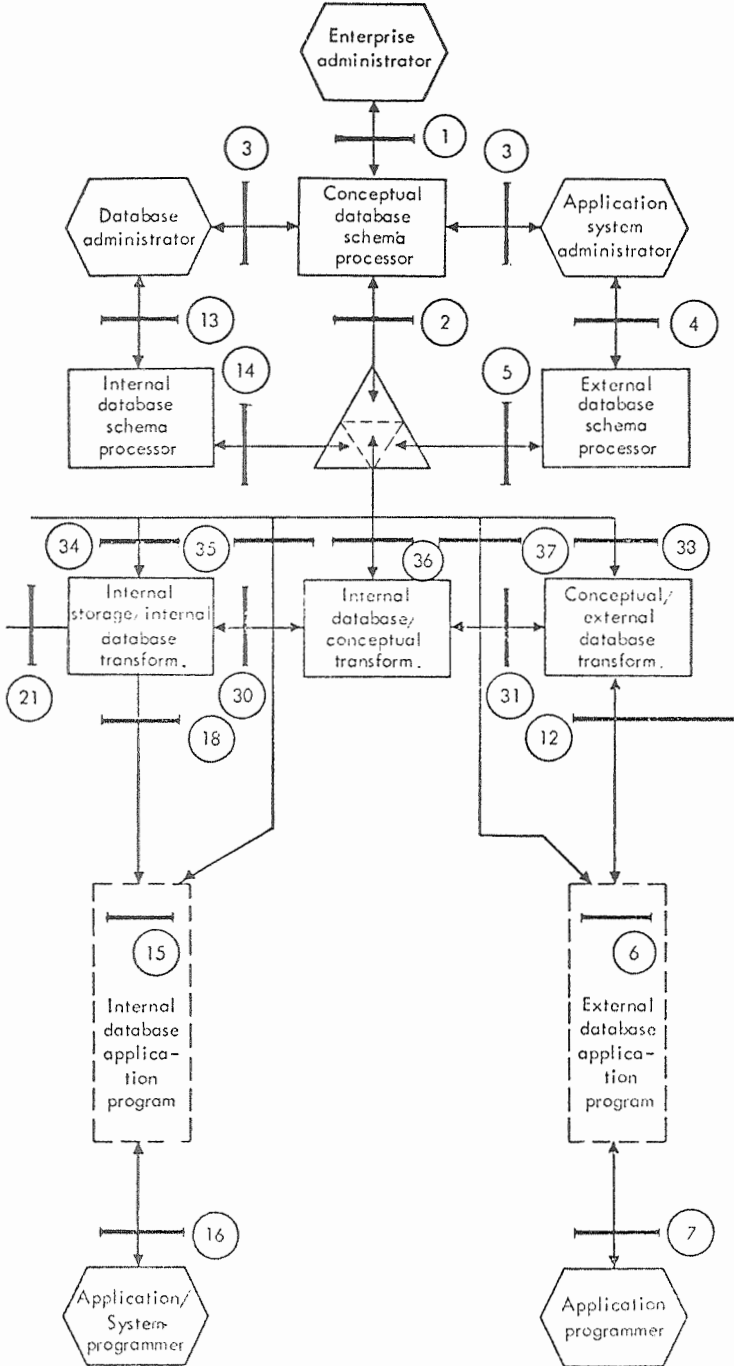 Enterprise
administrator
1
3
3
Conceptual
database
schema
processor
Database
administrator
Application
system
administrator
13
2
4
14
5
Internal
database
schema
processor
External
database
schema
processor
34
35
36
37
33
Internal
storage/internal
database
transform.
Internal
database/
conceptual
transform.
Conceptual/
external
database
transform.
21
30
31
18
12
15
6
Internal
database
applica-
tion
program
External
database
applica-
tion
program
16
7
Application/
System-
programmer
Application
programmer